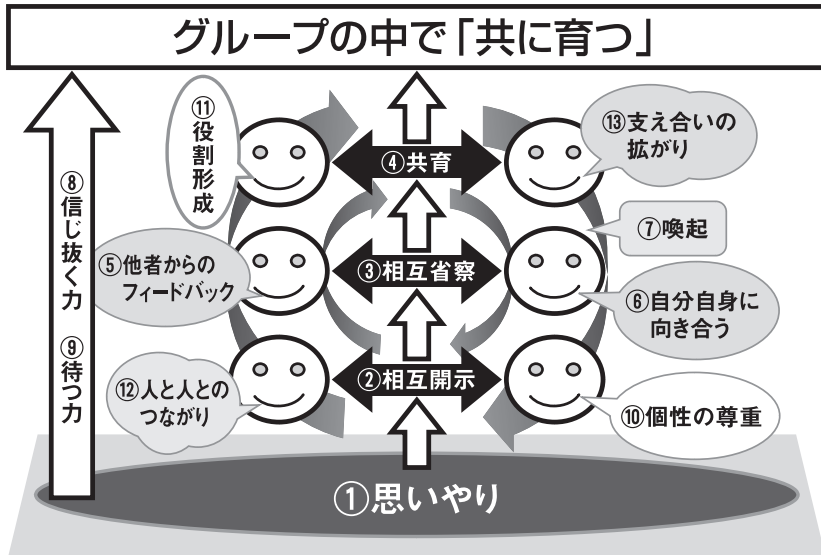 グループの中で「共に育つ」
⑪役割形成
④共育
⑬支え合いの
拡がり
⑧信じ抜く力 ⑨待つ力
⑦喚起
⑤他者からの
フィードバック
③相互省察
⑥自分自身に
向き合う
⑫人と人との
つながり
②相互開示
⑩個性の尊重
①思いやり